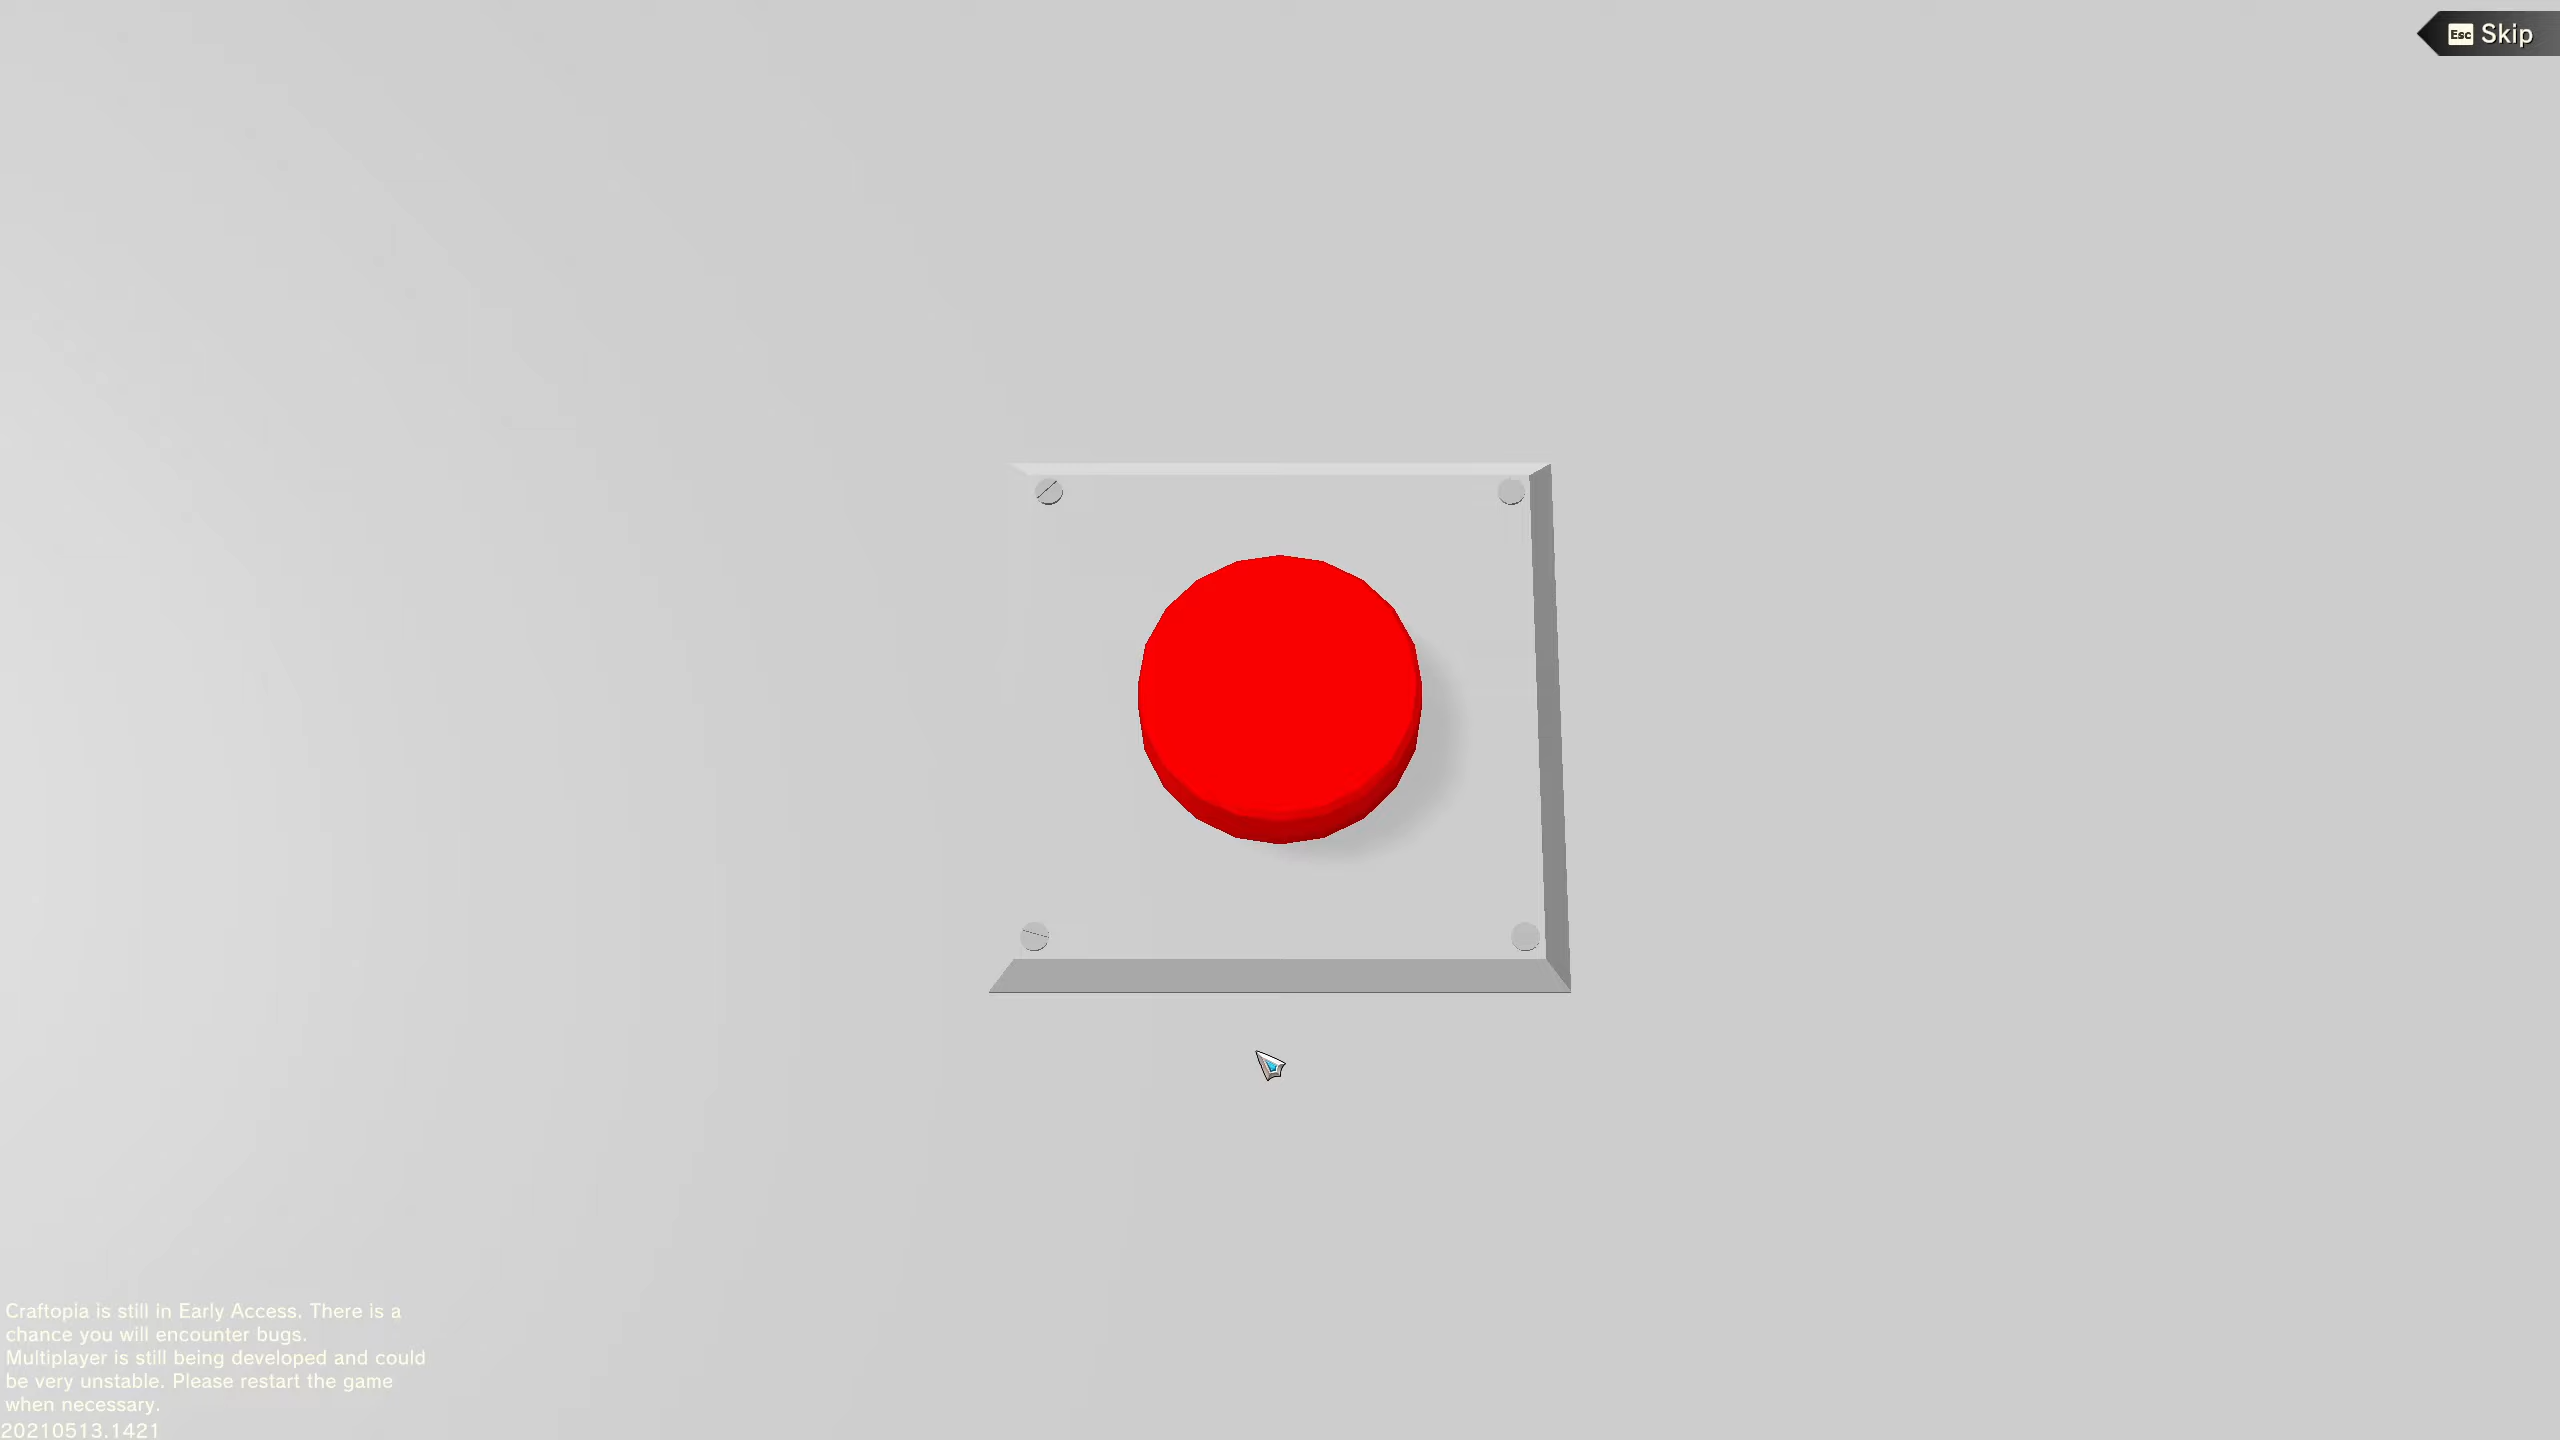 Esc Skip
Craftopia is still in Early Access. There is a
chance you will encounter bugs.
Multiplayer is still being developed and could
be very unstable. Please restart the game
when necessary.
20210513.1421